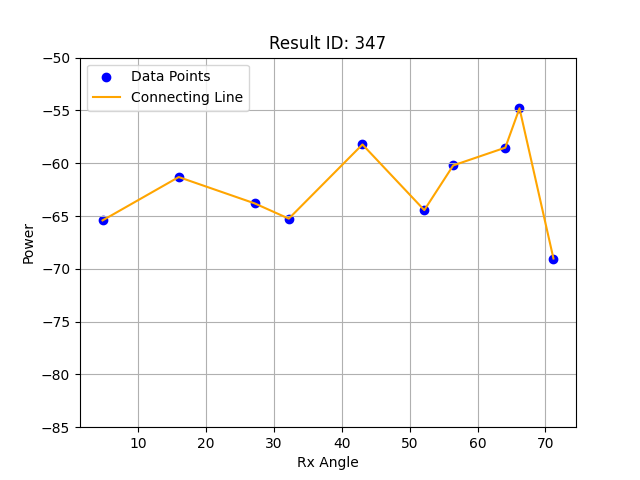 Result ID: 347
Data Points
Connecting Line
−50
−55
−60
−65
−70
−75
−80
−85
Power
10 20 30 40 50 60 70
Rx Angle